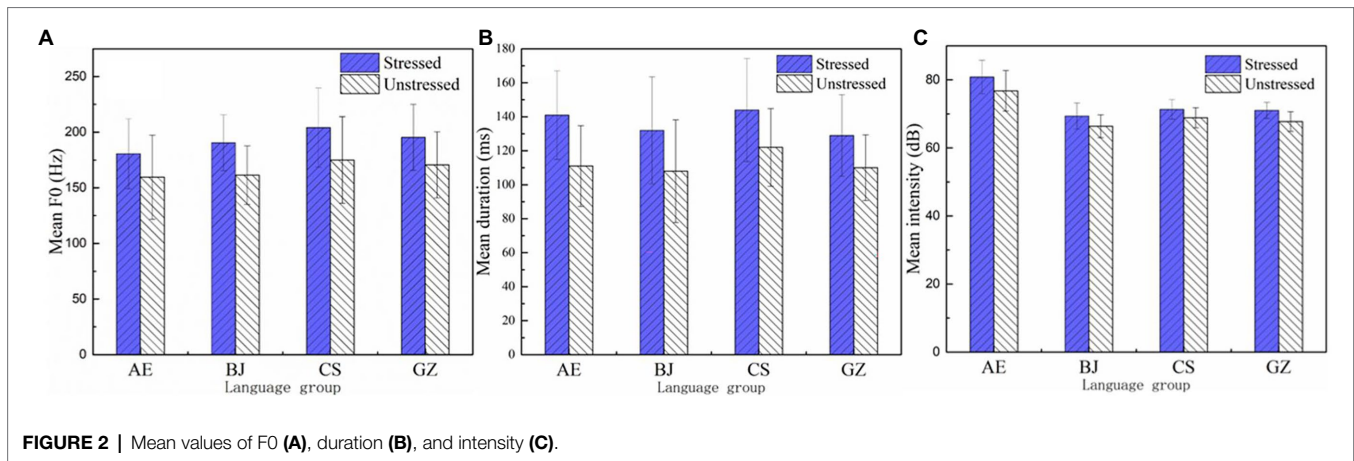 A
Mean F0 (Hz)
250
200
150
100
50
0
Stressed
Unstressed
AE BJ CS GZ
Language group
B
Mean duration (ms)
180
160
140
120
100
80
60
40
20
0
Stressed
Unstressed
AE BJ CS GZ
Language group
C
Mean intensity (dB)
80
60
40
20
0
Stressed
Unstressed
AE BJ CS GZ
Language group
FIGURE 2 | Mean values of F0 (A), duration (B), and intensity (C).